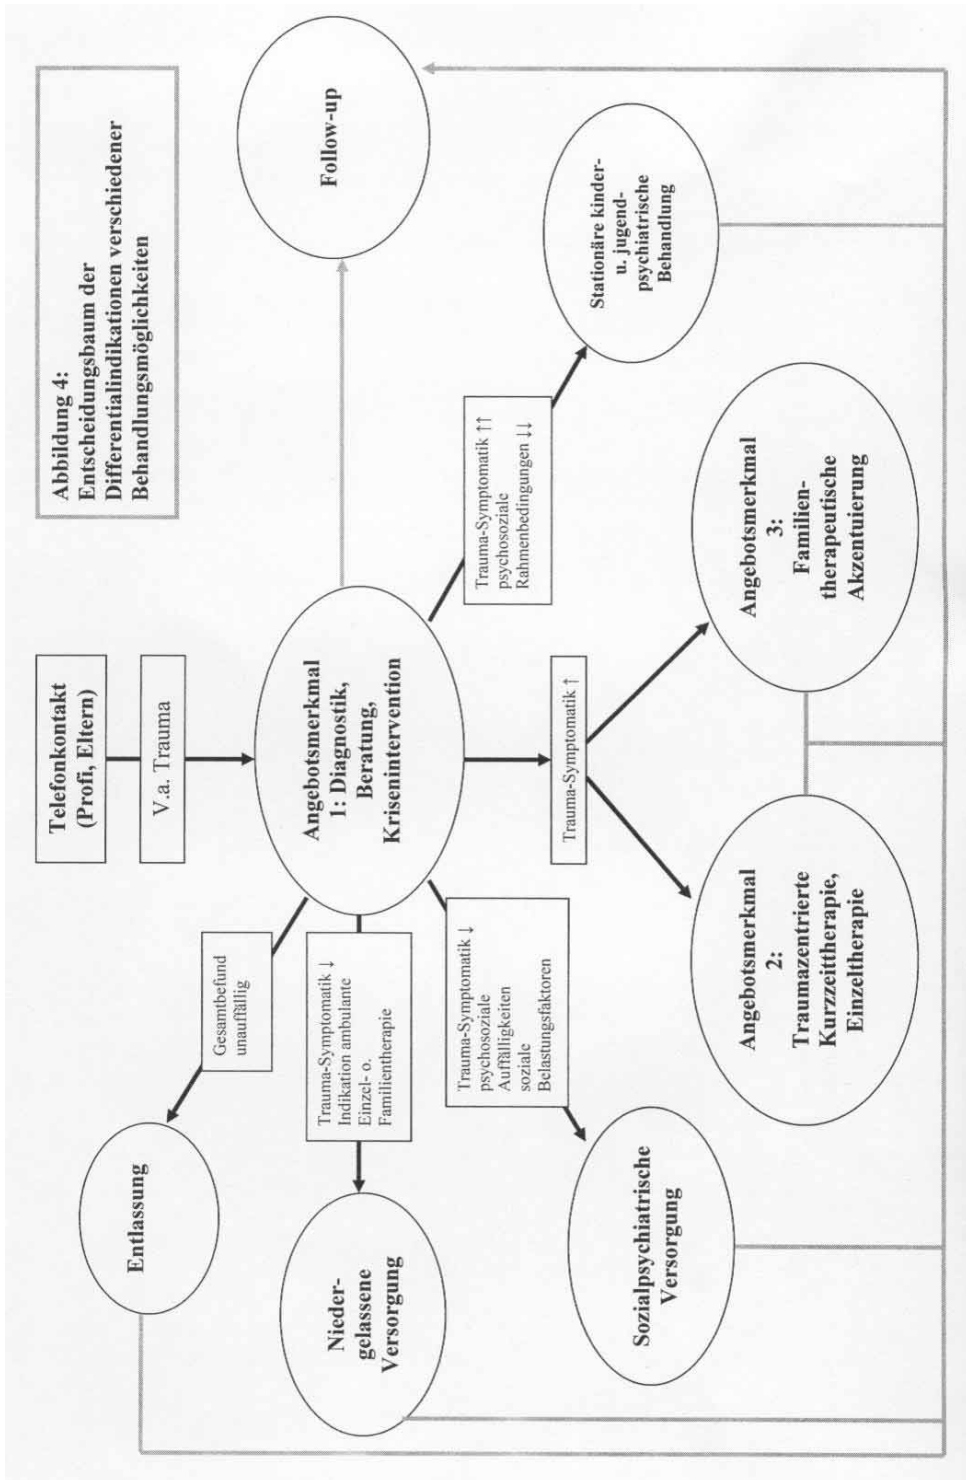 Abbildung 4:
Entscheidungsbaum der
Differentialindikationen verschiedener
Behandlungsmöglichkeiten
Telefonkontakt
(Profi, Eltern)
V.a. Trauma
Angebotsmerkmal
1: Diagnostik,
Beratung,
Krisenintervention
Follow-up
Gesamtbefund
unauffällig
Entlassung
Trauma-Symptomatik ↓
Indikation ambulante
Einzel- o.
Familientherapie
Nieder-
gelassene
Versorgung
Trauma-Symptomatik ↓
psychosoziale
Auffälligkeiten
soziale
Belastungsfaktoren
Sozialpsychiatrische
Versorgung
Trauma-Symptomatik ↑
Angebotsmerkmal
2:
Traumazentrierte
Kurzzeittherapie,
Einzeltherapie
Angebotsmerkmal
3:
Familien-
therapeutische
Akzentuierung
Trauma-Symptomatik ↑↑
psychosoziale
Rahmenbedingungen ↓↓
Stationäre kinder-
u. jugend-
psychiatrische
Behandlung